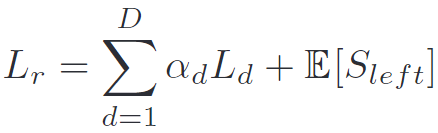 L_r = \sum_{d=1}^{D} \alpha_d L_d + \mathbb{E}[S_{left}]